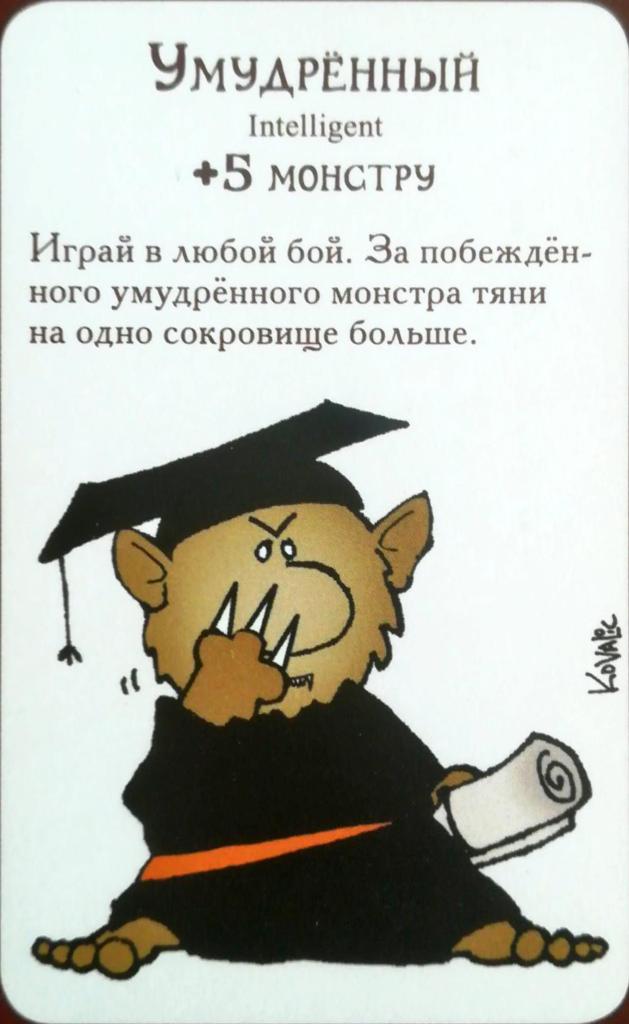 Умудрённый
Intelligent
+5 монстру
Играй в любой бой. За побеждён-
ного умудрённого монстра тяни
на одно сокровище больше.
Kovalic